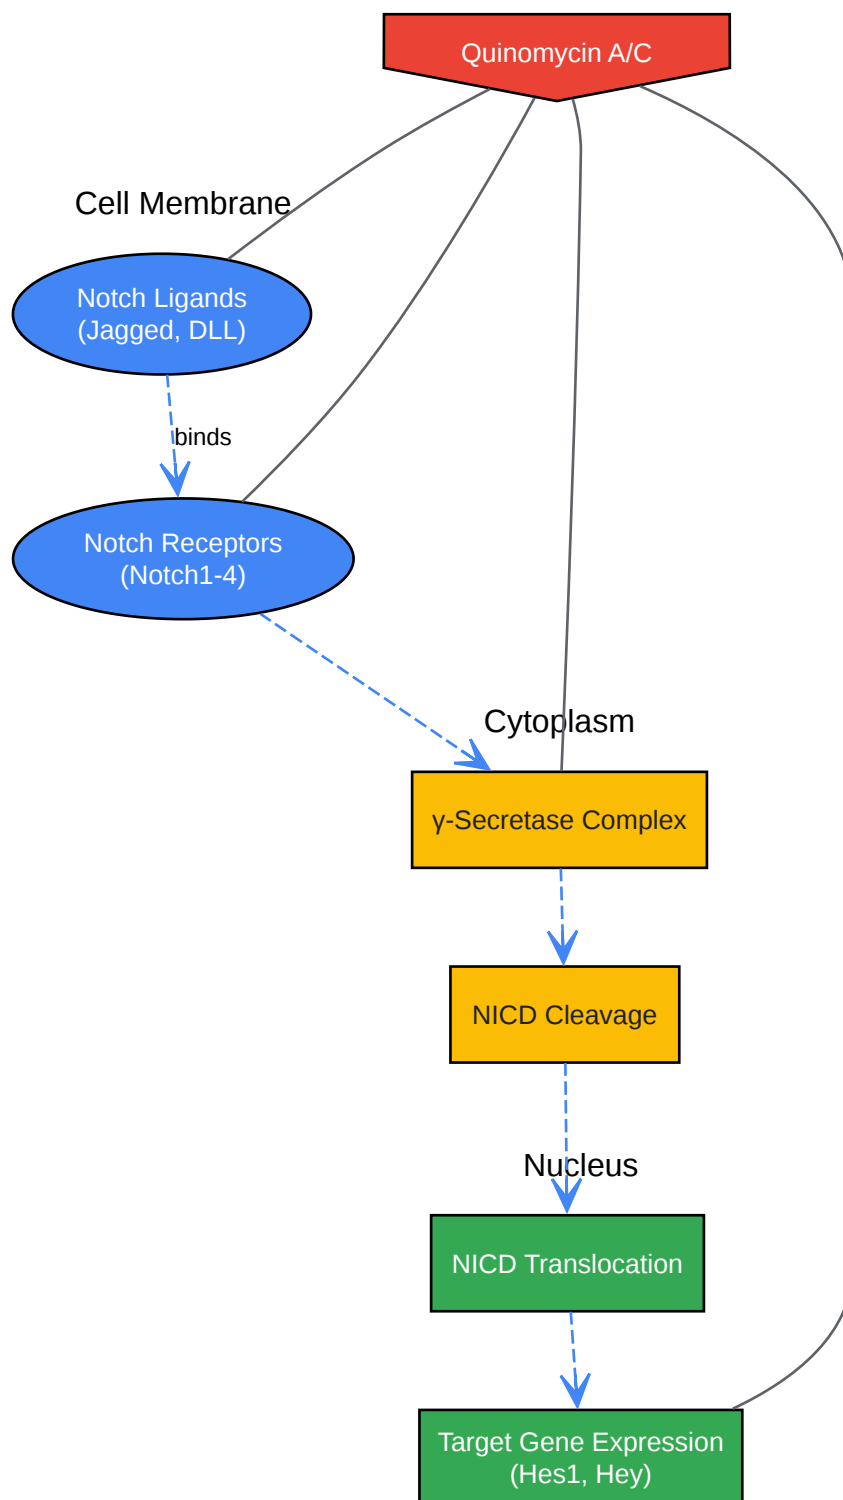 Quinomycin A/C
Cell Membrane
Notch Ligands
(Jagged, DLL)
binds
Notch Receptors
(Notch1-4)
Cytoplasm
γ-Secretase Complex
NICD Cleavage
Nucleus
NICD Translocation
Target Gene Expression
(Hes1, Hey)